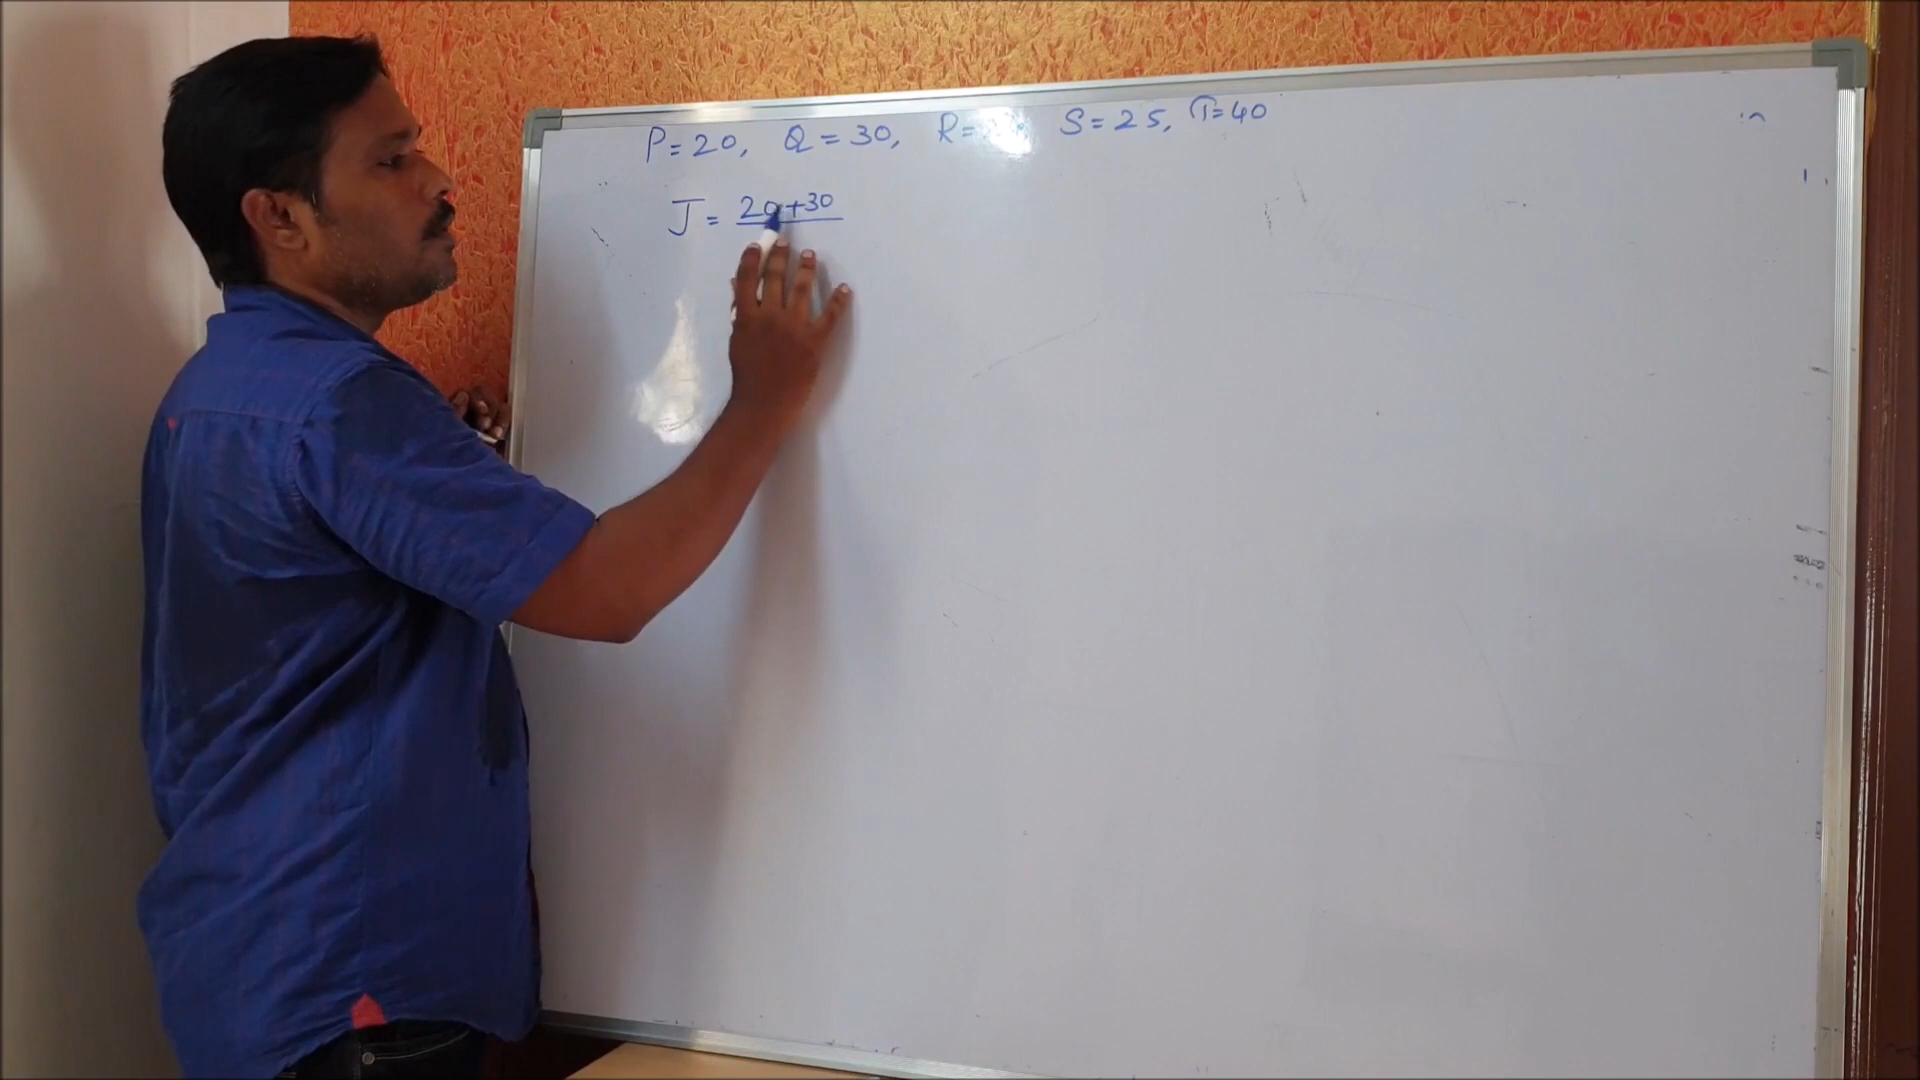 P = 20, Q = 30, R = S = 25, T = 40
J = 20 + 30